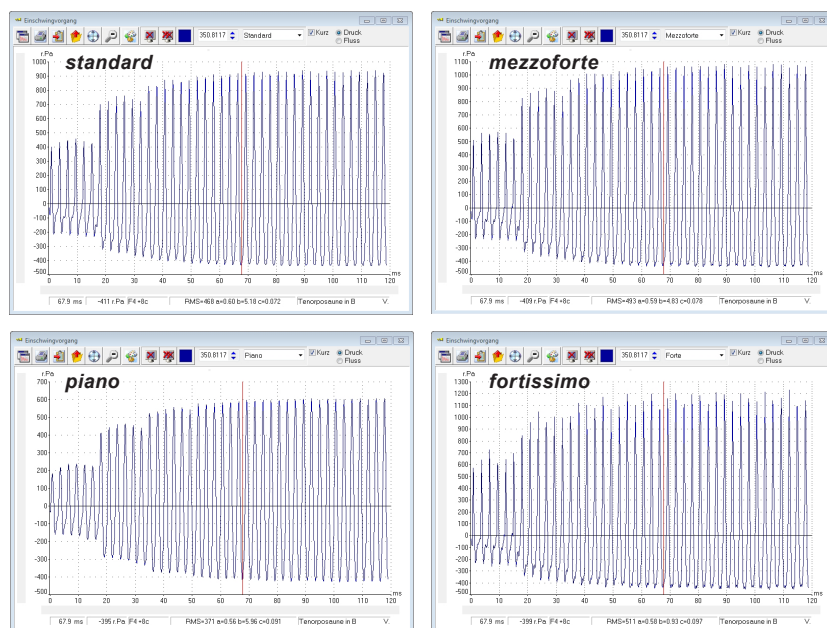 Einschwingvorgang
350.8117 Standard Kurz Druck
Fluss
r.Pa
standard
1000
900
800
700
600
500
400
300
200
100
0
-100
-200
-300
-400
-500
ms
0 10 20 30 40 50 60 70 80 90 100 110 120
67.9 ms -411 r.Pa F4 +8c RMS=468 a=0.60 b=5.18 c=0.072 Tenorposaune in B V.
Einschwingvorgang
350.8117 Mezzoforte Kurz Druck
Fluss
r.Pa
mezzoforte
1100
1000
900
800
700
600
500
400
300
200
100
0
-100
-200
-300
-400
-500
ms
0 10 20 30 40 50 60 70 80 90 100 110 120
67.9 ms -409 r.Pa F4 +8c RMS=493 a=0.59 b=4.83 c=0.078 Tenorposaune in B V.
Einschwingvorgang
350.8117 Piano Kurz Druck
Fluss
r.Pa
piano
700
600
500
400
300
200
100
0
-100
-200
-300
-400
-500
ms
0 10 20 30 40 50 60 70 80 90 100 110 120
67.9 ms -395 r.Pa F4 +8c RMS=371 a=0.56 b=5.96 c=0.091 Tenorposaune in B V.
Einschwingvorgang
350.8117 Forte Kurz Druck
Fluss
r.Pa
fortissimo
1300
1200
1100
1000
900
800
700
600
500
400
300
200
100
0
-100
-200
-300
-400
-500
ms
0 10 20 30 40 50 60 70 80 90 100 110 120
67.9 ms -399 r.Pa F4 +8c RMS=511 a=0.58 b=0.93 c=0.097 Tenorposaune in B V.